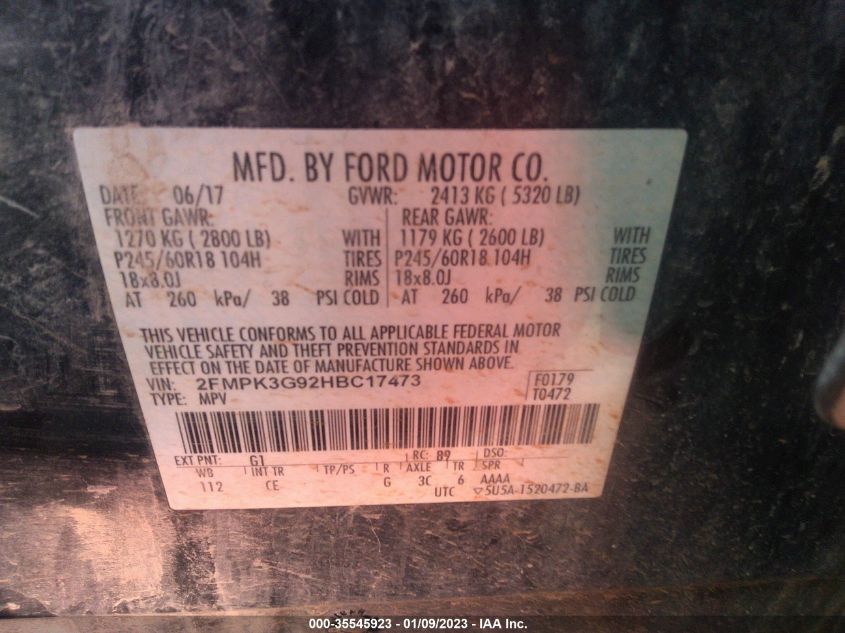 MFD. BY FORD MOTOR CO.
DATE: 06/17 GVWR: 2413 KG ( 5320 LB)
FRONT GAWR: REAR GAWR:
1270 KG ( 2800 LB) WITH 1179 KG ( 2600 LB) WITH
P245/60R18 104H TIRES P245/60R18 104H TIRES
18x8.0J RIMS 18x8.0J RIMS
AT 260 kPa/ 38 PSI COLD AT 260 kPa/ 38 PSI COLD
THIS VEHICLE CONFORMS TO ALL APPLICABLE FEDERAL MOTOR
VEHICLE SAFETY AND THEFT PREVENTION STANDARDS IN
EFFECT ON THE DATE OF MANUFACTURE SHOWN ABOVE.
VIN: 2FMPK3G92HBC17473 F0179
TYPE: MPV T0472
EXT PNT: G1 RC: 89 DSO:
WB INT TR TP/PS R AXLE TR SPR
112 CE G 3C 6 AAAA
UTC ▽5U5A-1520472-BA
000-35545923 - 01/09/2023 - IAA Inc.